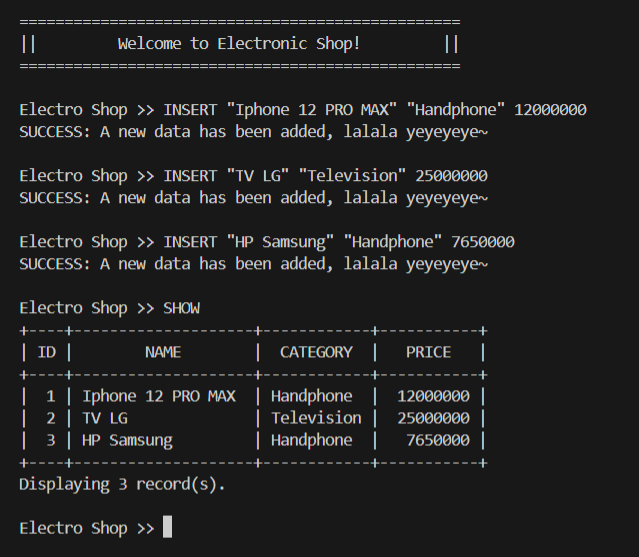 =================================================
||         Welcome to Electronic Shop!         ||
=================================================
Electro Shop >> INSERT "Iphone 12 PRO MAX" "Handphone" 12000000
SUCCESS: A new data has been added, lalala yeyeyeye~
Electro Shop >> INSERT "TV LG" "Television" 25000000
SUCCESS: A new data has been added, lalala yeyeyeye~
Electro Shop >> INSERT "HP Samsung" "Handphone" 7650000
SUCCESS: A new data has been added, lalala yeyeyeye~
Electro Shop >> SHOW
+----+--------------------+------------+-----------+
| ID |        NAME        |  CATEGORY  |   PRICE   |
+----+--------------------+------------+-----------+
|  1 | Iphone 12 PRO MAX  | Handphone  |  12000000 |
|  2 | TV LG              | Television |  25000000 |
|  3 | HP Samsung         | Handphone  |   7650000 |
+----+--------------------+------------+-----------+
Displaying 3 record(s).
Electro Shop >>